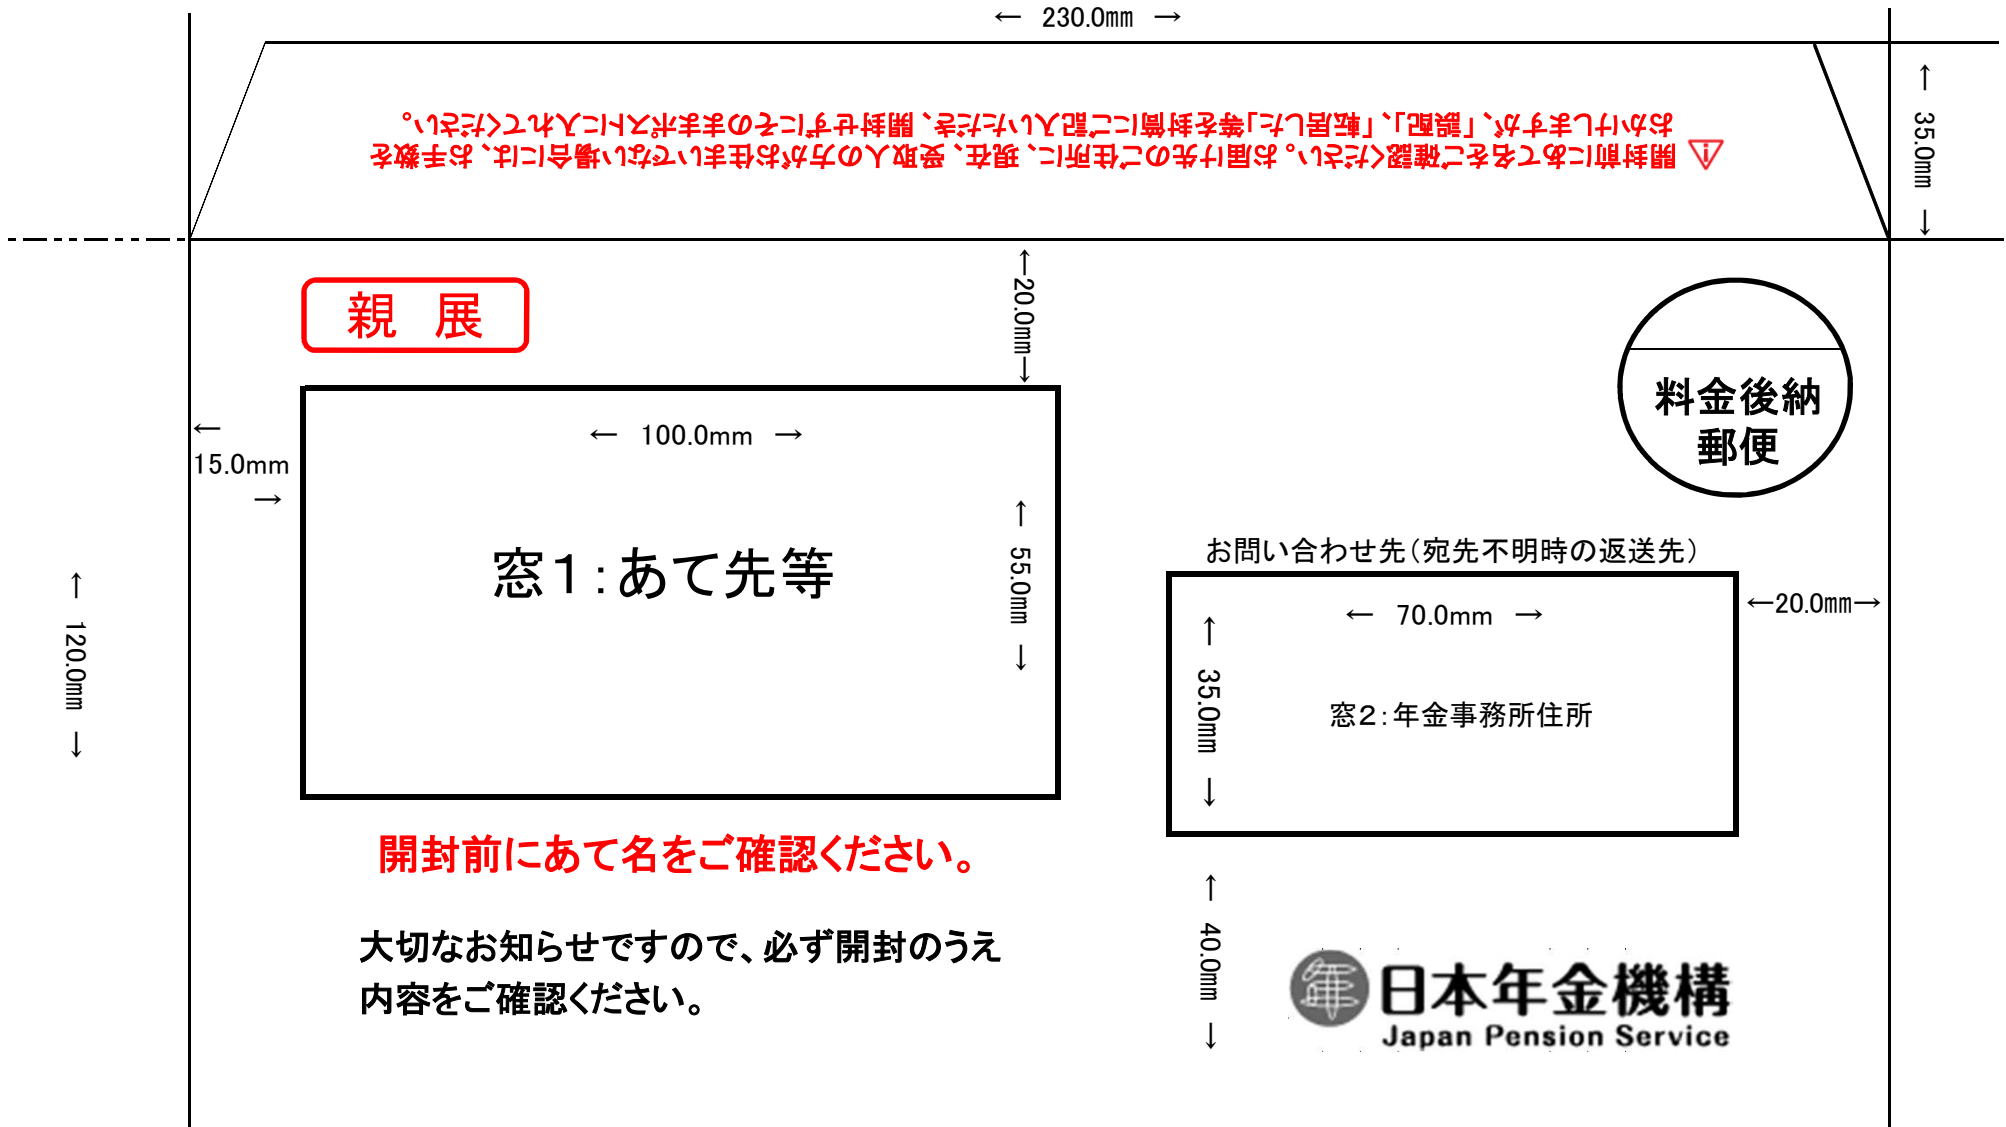 ← 230.0㎜ →
開封前にあて名をご確認ください。お届け先のご住所に、現在、受取人の方がお住まいでない場合には、お手数を
おかけしますが、「誤配」、「転居した」等を封筒にご記入いただき、開封せずにそのままポストに入れてください。
← 35.0㎜ →
親 展
←20.0㎜→
料金後納
郵便
← 100.0mm →
← 15.0mm →
窓1:あて先等
← 55.0㎜ →
お問い合わせ先(宛先不明時の返送先)
← 70.0mm →
←20.0㎜→
← 35.0㎜ →
窓2:年金事務所住所
← 120.0㎜ →
開封前にあて名をご確認ください。
大切なお知らせですので、必ず開封のうえ
内容をご確認ください。
← 40.0㎜ →
年
日本年金機構
Japan Pension Service